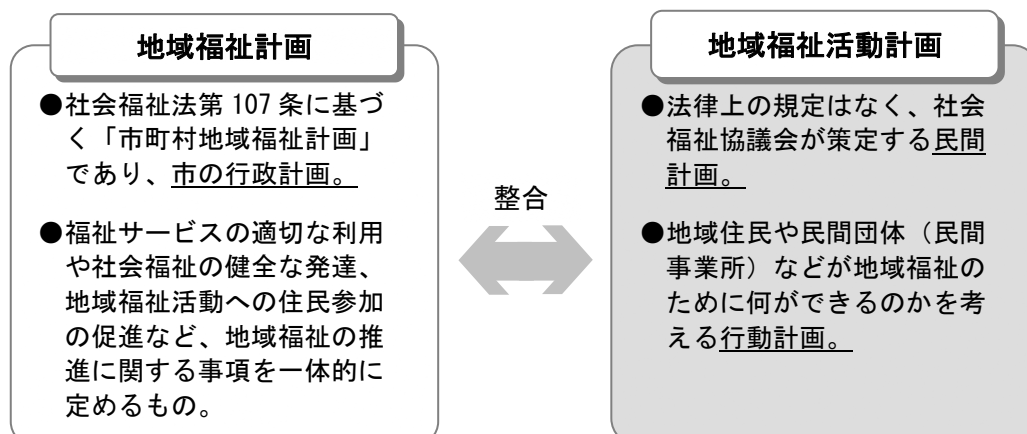 地域福祉計画
●社会福祉法第 107 条に基づ
く「市町村地域福祉計画」
であり、市の行政計画。
●福祉サービスの適切な利用
や社会福祉の健全な発達、
地域福祉活動への住民参加
の促進など、地域福祉の推
進に関する事項を一体的に
定めるもの。
整合
地域福祉活動計画
●法律上の規定はなく、社会
福祉協議会が策定する民間
計画。
●地域住民や民間団体（民間
事業所）などが地域福祉の
ために何ができるのかを考
える行動計画。